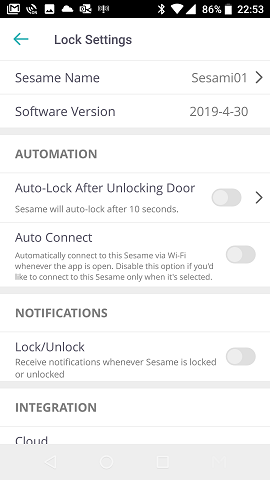 86% 22:53
Lock Settings
Sesame Name Sesami01
Software Version 2019-4-30
AUTOMATION
Auto-Lock After Unlocking Door
Sesame will auto-lock after 10 seconds.
Auto Connect
Automatically connect to this Sesame via Wi-Fi
whenever the app is open. Disable this option if you'd
like to connect to this Sesame only when it's selected.
NOTIFICATIONS
Lock/Unlock
Receive notifications whenever Sesame is locked
or unlocked
INTEGRATION
Cloud